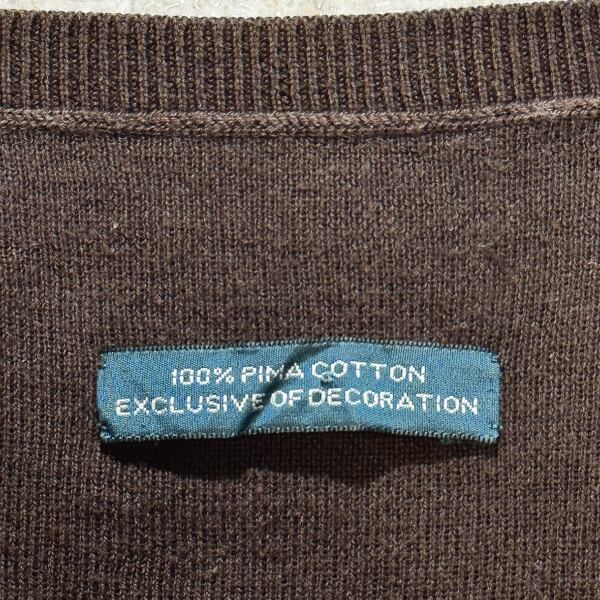 100% PIMA COTTON
EXCLUSIVE OF DECORATION